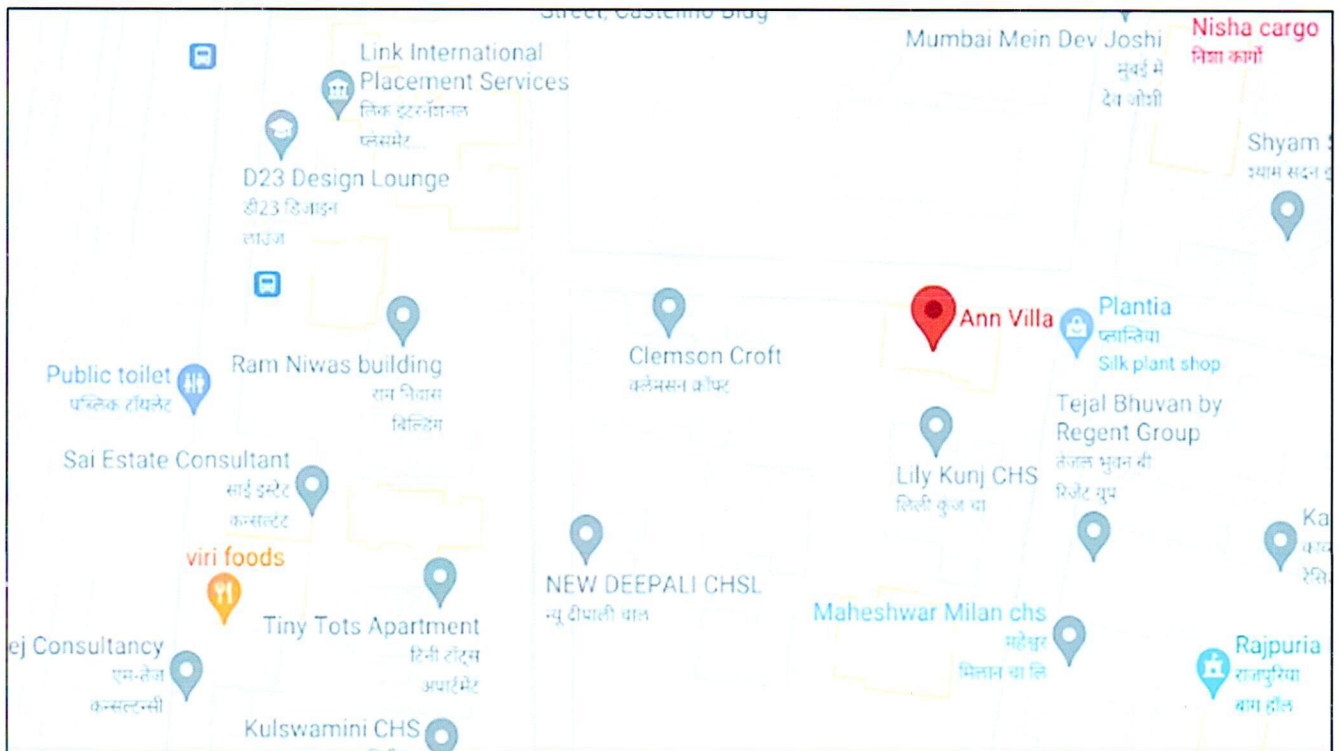 Street, Castelino Bldg
Link International
Placement Services
लिंक इंटरनॅशनल
प्लेसमेंट...
Mumbai Mein Dev Joshi
मुंबई में
देव जोशी
Nisha cargo
निशा कार्गो
D23 Design Lounge
डी23 डिजाइन
लाउंज
Shyam
श्याम सदन
Ram Niwas building
राम निवास
बिल्डिंग
Clemson Croft
क्लेमसन क्रॉफ्ट
Ann Villa
Plantia
प्लान्तिया
Silk plant shop
Public toilet
पब्लिक टॉयलेट
Tejal Bhuvan by
Regent Group
तेजल भुवन बी
रिजेंट ग्रुप
Sai Estate Consultant
साई इस्टेट
कन्सल्टंट
Lily Kunj CHS
लिली कुंज चा
Ka
viri foods
NEW DEEPALI CHSL
न्यू दीपाली चाल
Tiny Tots Apartment
टिनी टॉट्स
अपार्टमेंट
Maheshwar Milan chs
महेश्वर
मिलान चा लि
ej Consultancy
एम-तेज
कन्सल्टन्सी
Rajpuria
राजपुरिया
बाग हॉल
Kulswamini CHS